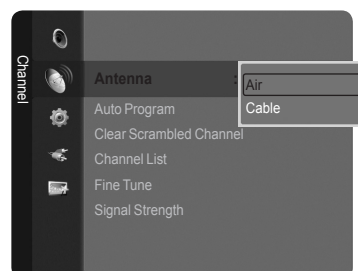 Channel
Antenna : Air
Cable
Auto Program
Clear Scrambled Channel
Channel List
Fine Tune
Signal Strength